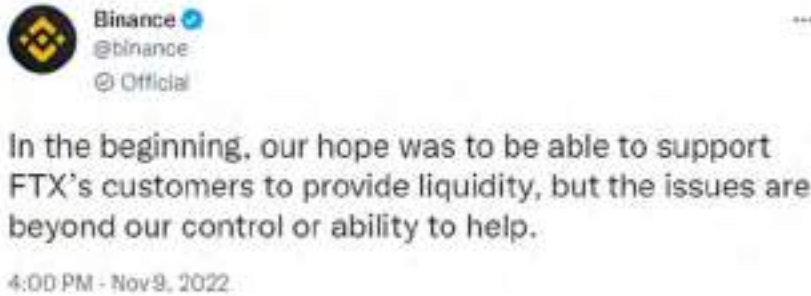 Binance
@binance
Official
In the beginning, our hope was to be able to support
FTX's customers to provide liquidity, but the issues are
beyond our control or ability to help.
4:00 PM - Nov 9, 2022